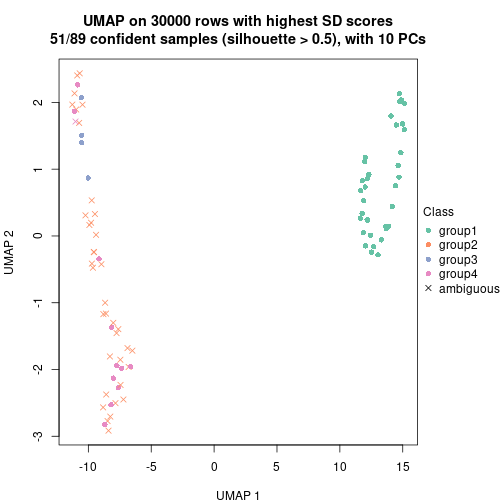 UMAP on 30000 rows with highest SD scores
51/89 confident samples (silhouette > 0.5), with 10 PCs
2
1
0
-1
-2
-3
UMAP 2
-10
-5
0
5
10
15
UMAP 1
Class
group1
group2
group3
group4
ambiguous